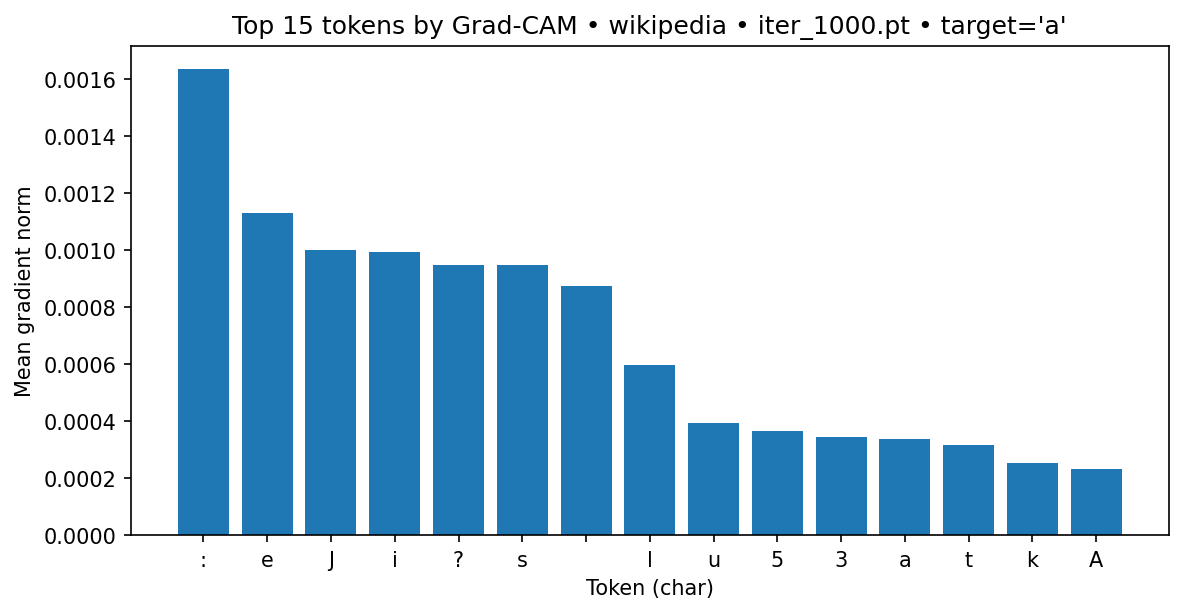 Top 15 tokens by Grad-CAM • wikipedia • iter_1000.pt • target='a'
Mean gradient norm
0.0016
0.0014
0.0012
0.0010
0.0008
0.0006
0.0004
0.0002
0.0000
: e J i ? s l u 5 3 a t k A
Token (char)